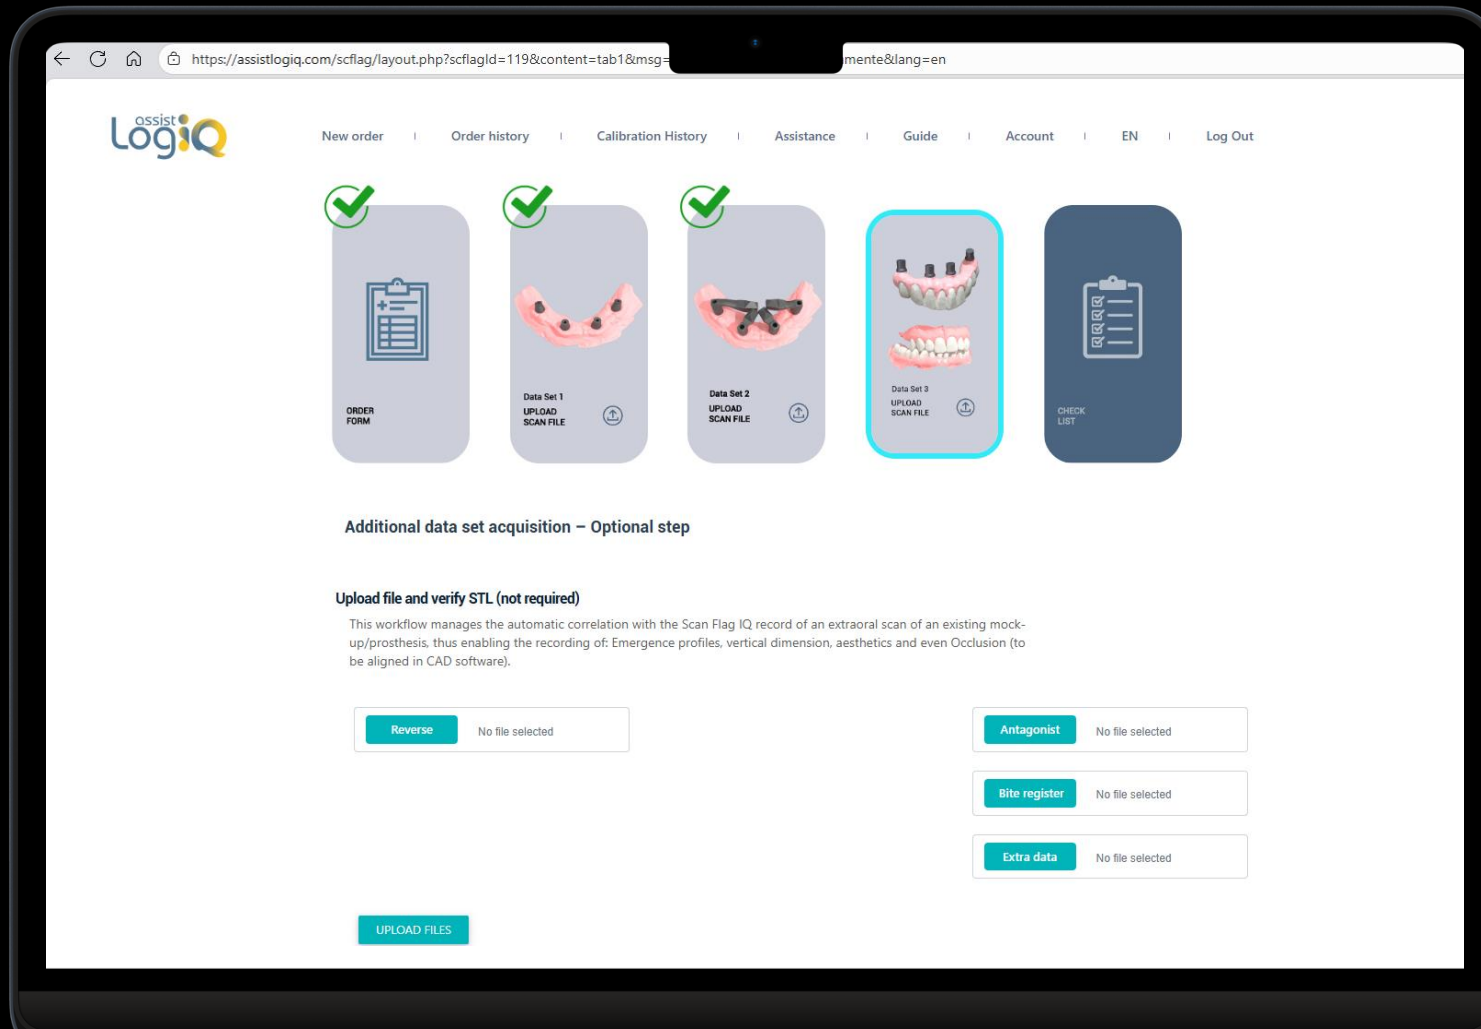 https://assistlogiq.com/scflag/layout.php?scflagId=119&content=tab1&msg=
mente&lang=en
assist
LogiQ
New order | Order history | Calibration History | Assistance | Guide | Account | EN | Log Out
ORDER
FORM
Data Set 1
UPLOAD
SCAN FILE
Data Set 2
UPLOAD
SCAN FILE
Data Set 3
UPLOAD
SCAN FILE
CHECK
LIST
Additional data set acquisition – Optional step
Upload file and verify STL (not required)
This workflow manages the automatic correlation with the Scan Flag IQ record of an extraoral scan of an existing mock-
up/prosthesis, thus enabling the recording of: Emergence profiles, vertical dimension, aesthetics and even Occlusion (to
be aligned in CAD software).
Reverse No file selected
Antagonist No file selected
Bite register No file selected
Extra data No file selected
UPLOAD FILES